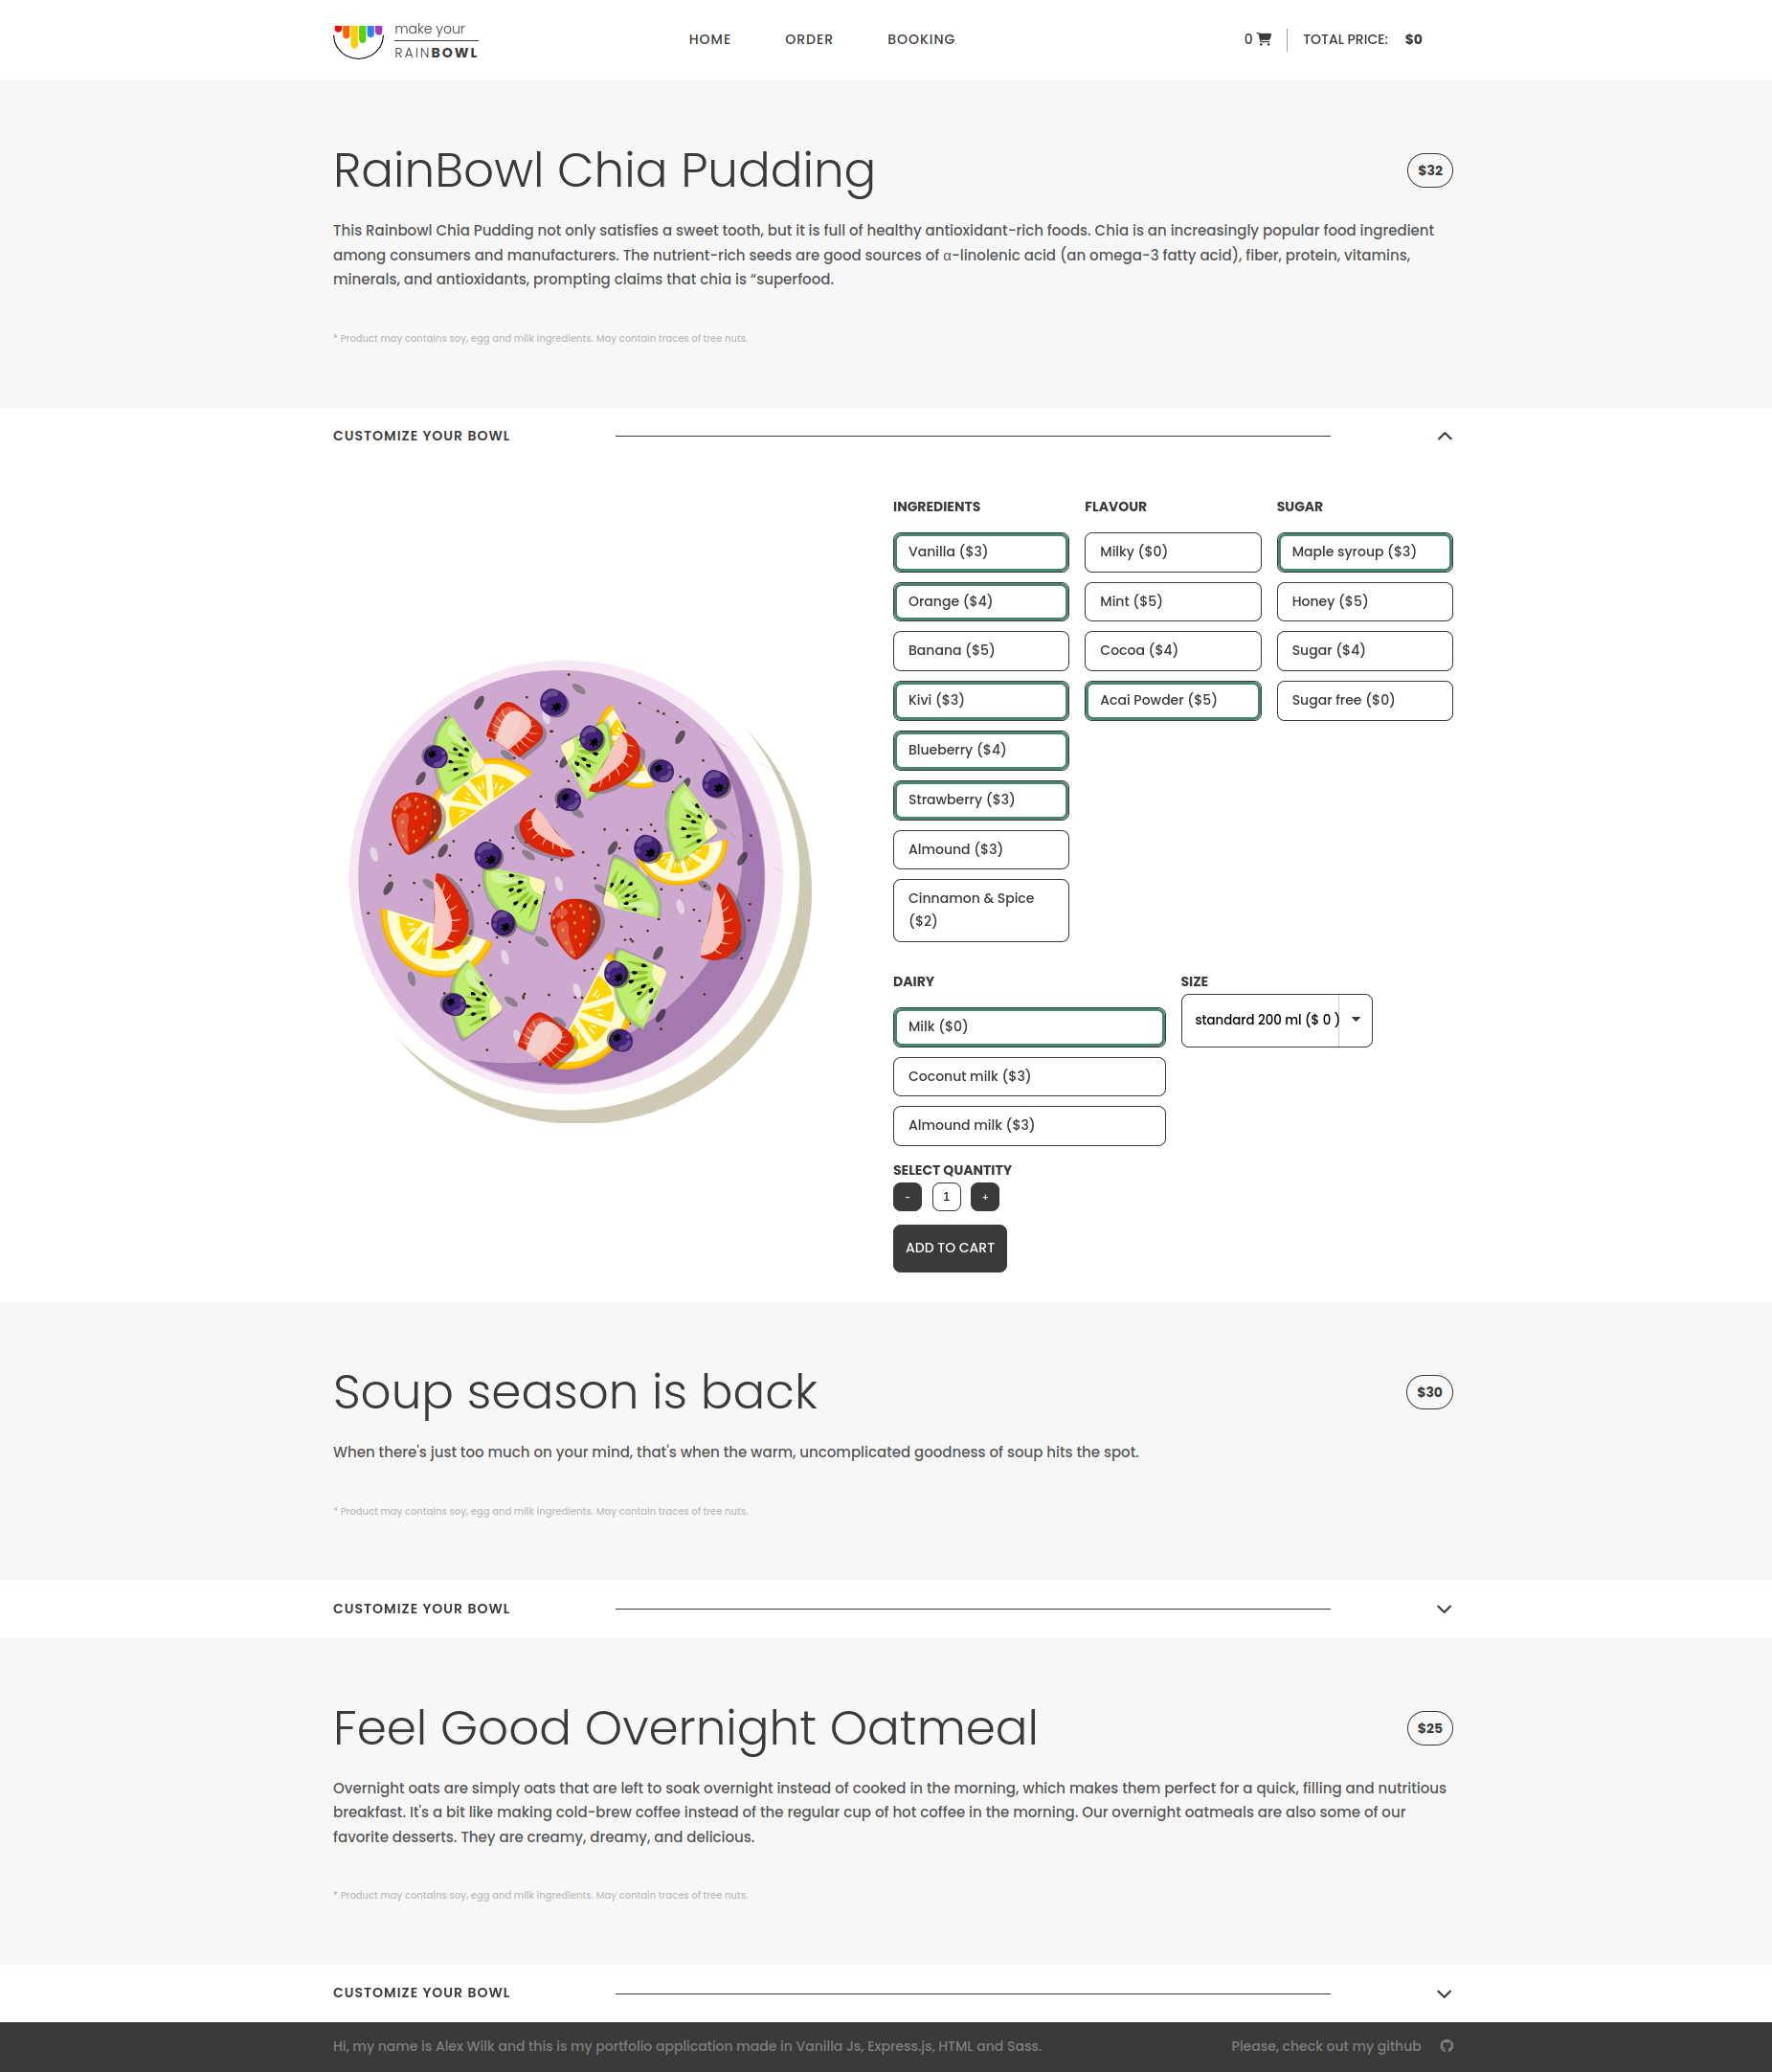 make your
RAINBOWL
HOME
ORDER
BOOKING
0
TOTAL PRICE: $0
RainBowl Chia Pudding
$32
This Rainbowl Chia Pudding not only satisfies a sweet tooth, but it is full of healthy antioxidant-rich foods. Chia is an increasingly popular food ingredient
among consumers and manufacturers. The nutrient-rich seeds are good sources of α-linolenic acid (an omega-3 fatty acid), fiber, protein, vitamins,
minerals, and antioxidants, prompting claims that chia is “superfood.
* Product may contains soy, egg and milk ingredients. May contain traces of tree nuts.
CUSTOMIZE YOUR BOWL
INGREDIENTS
Vanilla ($3)
Orange ($4)
Banana ($5)
Kivi ($3)
Blueberry ($4)
Strawberry ($3)
Almound ($3)
Cinnamon & Spice
($2)
FLAVOUR
Milky ($0)
Mint ($5)
Cocoa ($4)
Acai Powder ($5)
SUGAR
Maple syroup ($3)
Honey ($5)
Sugar ($4)
Sugar free ($0)
DAIRY
Milk ($0)
Coconut milk ($3)
Almound milk ($3)
SIZE
standard 200 ml ($ 0 )
SELECT QUANTITY
- 1 +
ADD TO CART
Soup season is back
$30
When there's just too much on your mind, that's when the warm, uncomplicated goodness of soup hits the spot.
* Product may contains soy, egg and milk ingredients. May contain traces of tree nuts.
CUSTOMIZE YOUR BOWL
Feel Good Overnight Oatmeal
$25
Overnight oats are simply oats that are left to soak overnight instead of cooked in the morning, which makes them perfect for a quick, filling and nutritious
breakfast. It's a bit like making cold-brew coffee instead of the regular cup of hot coffee in the morning. Our overnight oatmeals are also some of our
favorite desserts. They are creamy, dreamy, and delicious.
* Product may contains soy, egg and milk ingredients. May contain traces of tree nuts.
CUSTOMIZE YOUR BOWL
Hi, my name is Alex Wilk and this is my portfolio application made in Vanilla Js, Express.js, HTML and Sass.
Please, check out my github